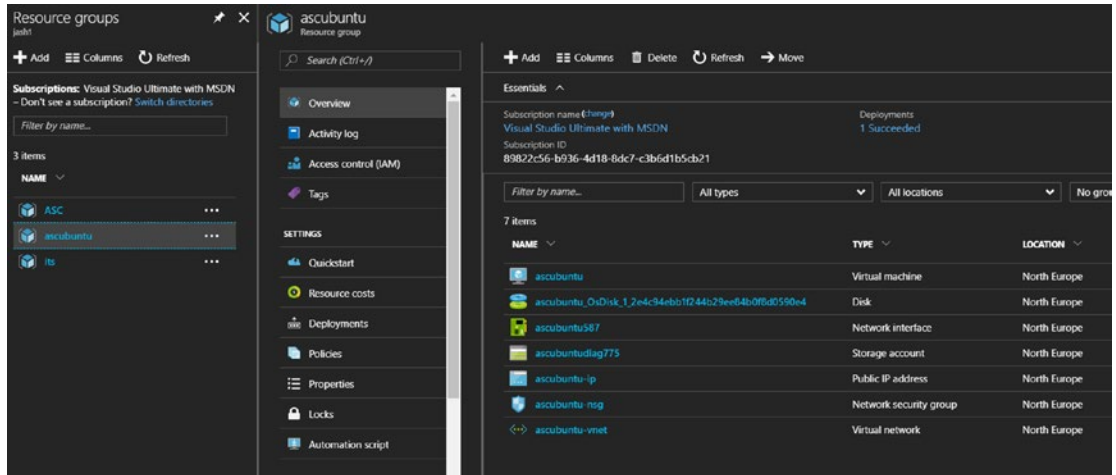 Resource groups
jasht
Add Columns Refresh
Subscriptions: Visual Studio Ultimate with MSDN
– Don't see a subscription? Switch directories
Filter by name...
3 items
NAME
ASC
ascubuntu
its
ascubuntu
Resource group
Search (Ctrl+/)
Overview
Activity log
Access control (IAM)
Tags
SETTINGS
Quickstart
Resource costs
Deployments
Policies
Properties
Locks
Automation script
Add Columns Delete Refresh Move
Essentials
Subscription name (change) Deployments
Visual Studio Ultimate with MSDN 1 Succeeded
Subscription ID
89822c56-b936-4d18-8dc7-c3b6d1b5cb21
Filter by name... All types All locations No grou
7 items
NAME TYPE LOCATION
ascubuntu Virtual machine North Europe
ascubuntu_OsDisk_1_2e4c94ebb1f244b29ee64b0f6d0590e4 Disk North Europe
ascubuntu587 Network interface North Europe
ascubuntudiag775 Storage account North Europe
ascubuntu-ip Public IP address North Europe
ascubuntu-nsg Network security group North Europe
ascubuntu-vnet Virtual network North Europe